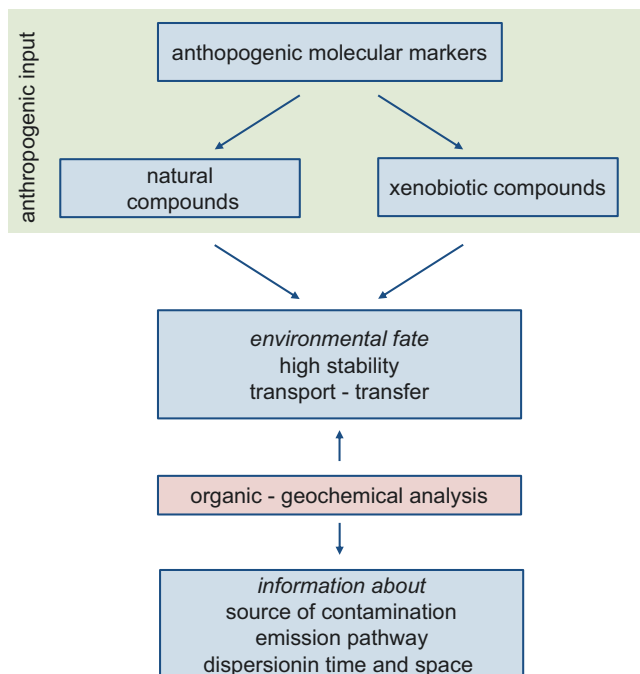 anthropogenic input
anthopogenic molecular markers
natural
compounds
xenobiotic compounds
environmental fate
high stability
transport - transfer
organic - geochemical analysis
information about
source of contamination
emission pathway
dispersionin time and space